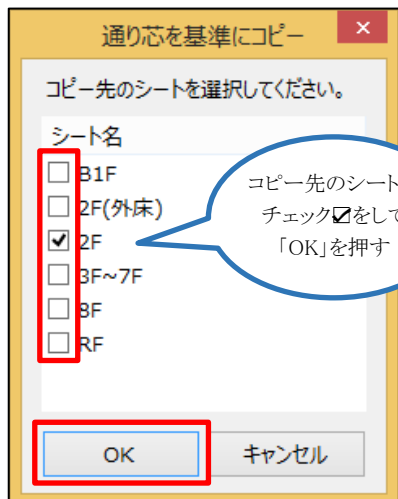 通り芯を基準にコピー
コピー先のシートを選択してください。
シート名
B1F
2F(外床)
2F
3F~7F
8F
RF
コピー先のシート
チェック☑をして
「OK」を押す
OK
キャンセル